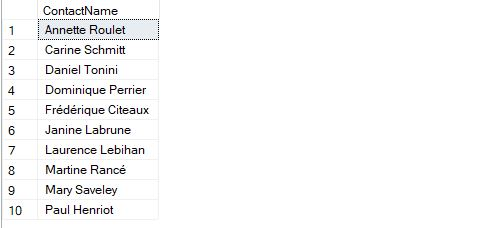 ContactName
1 Annette Roulet
2 Carine Schmitt
3 Daniel Tonini
4 Dominique Perrier
5 Frédérique Citeaux
6 Janine Labrune
7 Laurence Lebihan
8 Martine Rancé
9 Mary Saveley
10 Paul Henriot